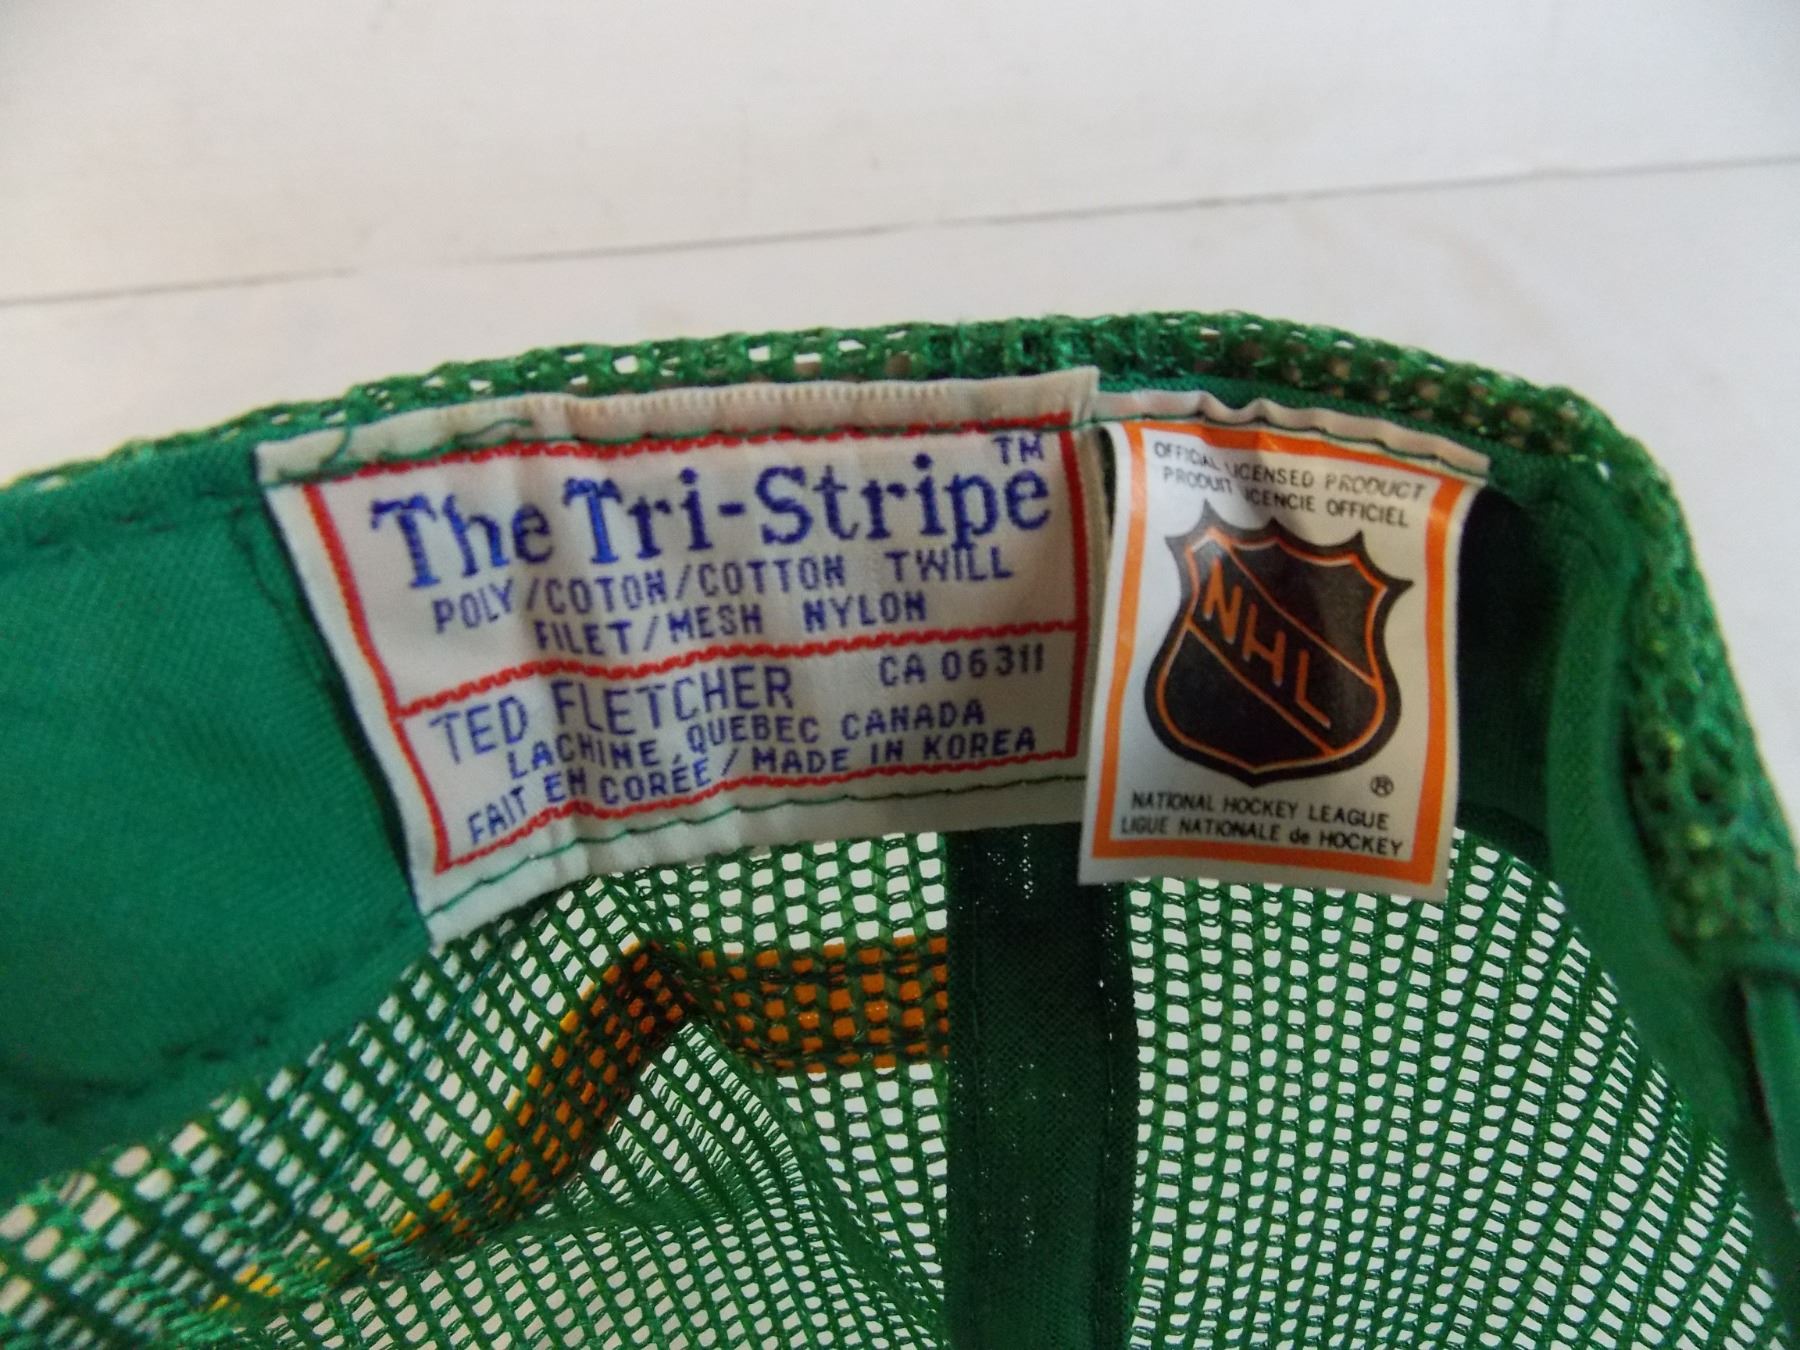 The Tri-Stripe™
POLY/COTON/COTTON TWILL
FILET/MESH NYLON
TED FLETCHER CA 06311
LACHINE, QUEBEC CANADA
FAIT EN CORÉE/MADE IN KOREA
OFFICIAL LICENSED PRODUCT
PRODUIT LICENCIE OFFICIEL
NHL
®
NATIONAL HOCKEY LEAGUE
LIGUE NATIONALE de HOCKEY